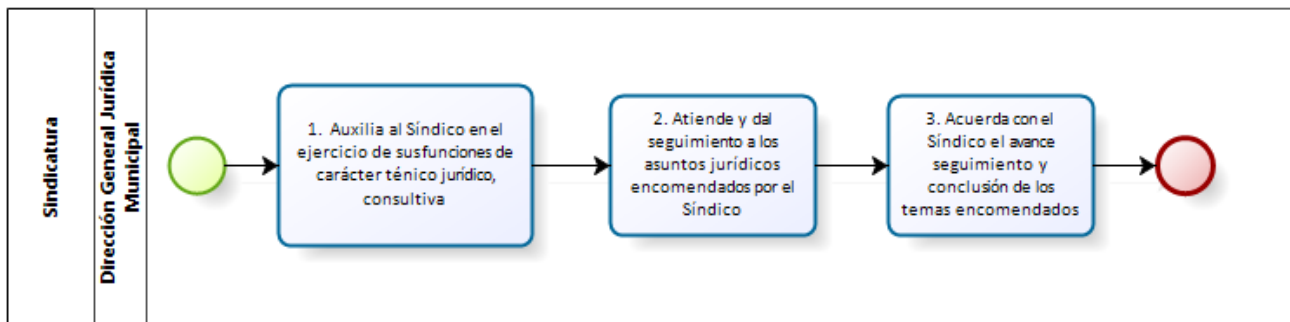 Sindicatura
Dirección General Jurídica
Municipal
1. Auxilia al Síndico en el
ejercicio de susfunciones de
carácter ténico jurídico,
consultiva
2. Atiende y dal
seguimiento a los
asuntos jurídicos
encomendados por el
Síndico
3. Acuerda con el
Síndico el avance
seguimiento y
conclusión de los
temas encomendados